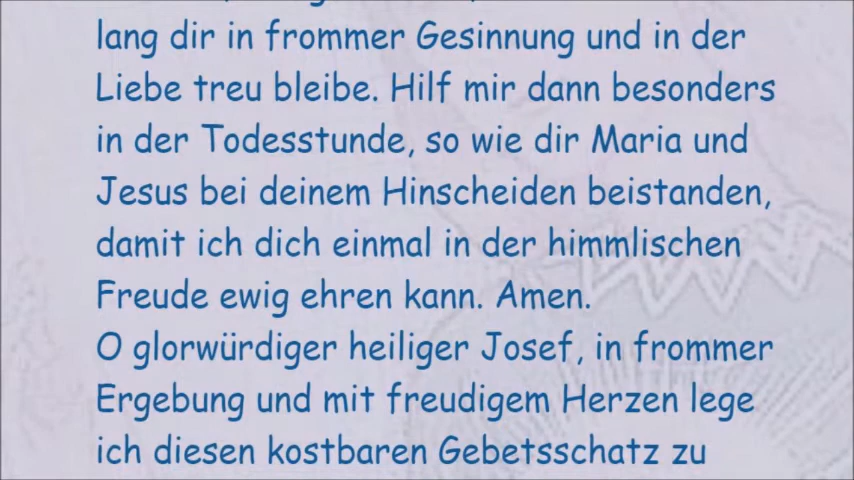 lang dir in frommer Gesinnung und in der
Liebe treu bleibe. Hilf mir dann besonders
in der Todesstunde, so wie dir Maria und
Jesus bei deinem Hinscheiden beistanden,
damit ich dich einmal in der himmlischen
Freude ewig ehren kann. Amen.
O glorwürdiger heiliger Josef, in frommer
Ergebung und mit freudigem Herzen lege
ich diesen kostbaren Gebetsschatz zu